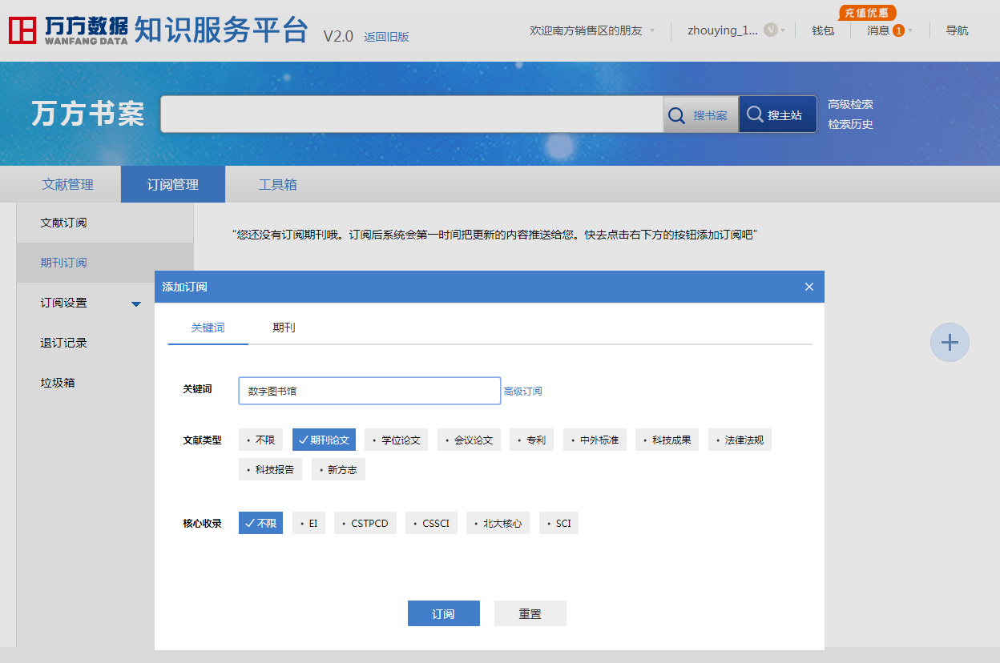 充值优惠
万方数据 WANFANG DATA 知识服务平台 V2.0 返回旧版 欢迎南方销售区的朋友 zhouying_1... V 钱包 消息 1 导航
万方书案 搜书案 搜主站 高级检索
检索历史
文献管理 订阅管理 工具箱
文献订阅
“您还没有订阅期刊哦。订阅后系统会第一时间把更新的内容推送给您。快去点击右下方的按钮添加订阅吧”
期刊订阅
订阅设置
退订记录
垃圾箱
添加订阅 ×
关键词 期刊
关键词 数字图书馆 高级订阅
文献类型 · 不限 ✓期刊论文 · 学位论文 · 会议论文 · 专利 · 中外标准 · 科技成果 · 法律法规
· 科技报告 · 新方志
核心收录 ✓不限 · EI · CSTPCD · CSSCI · 北大核心 · SCI
订阅 重置